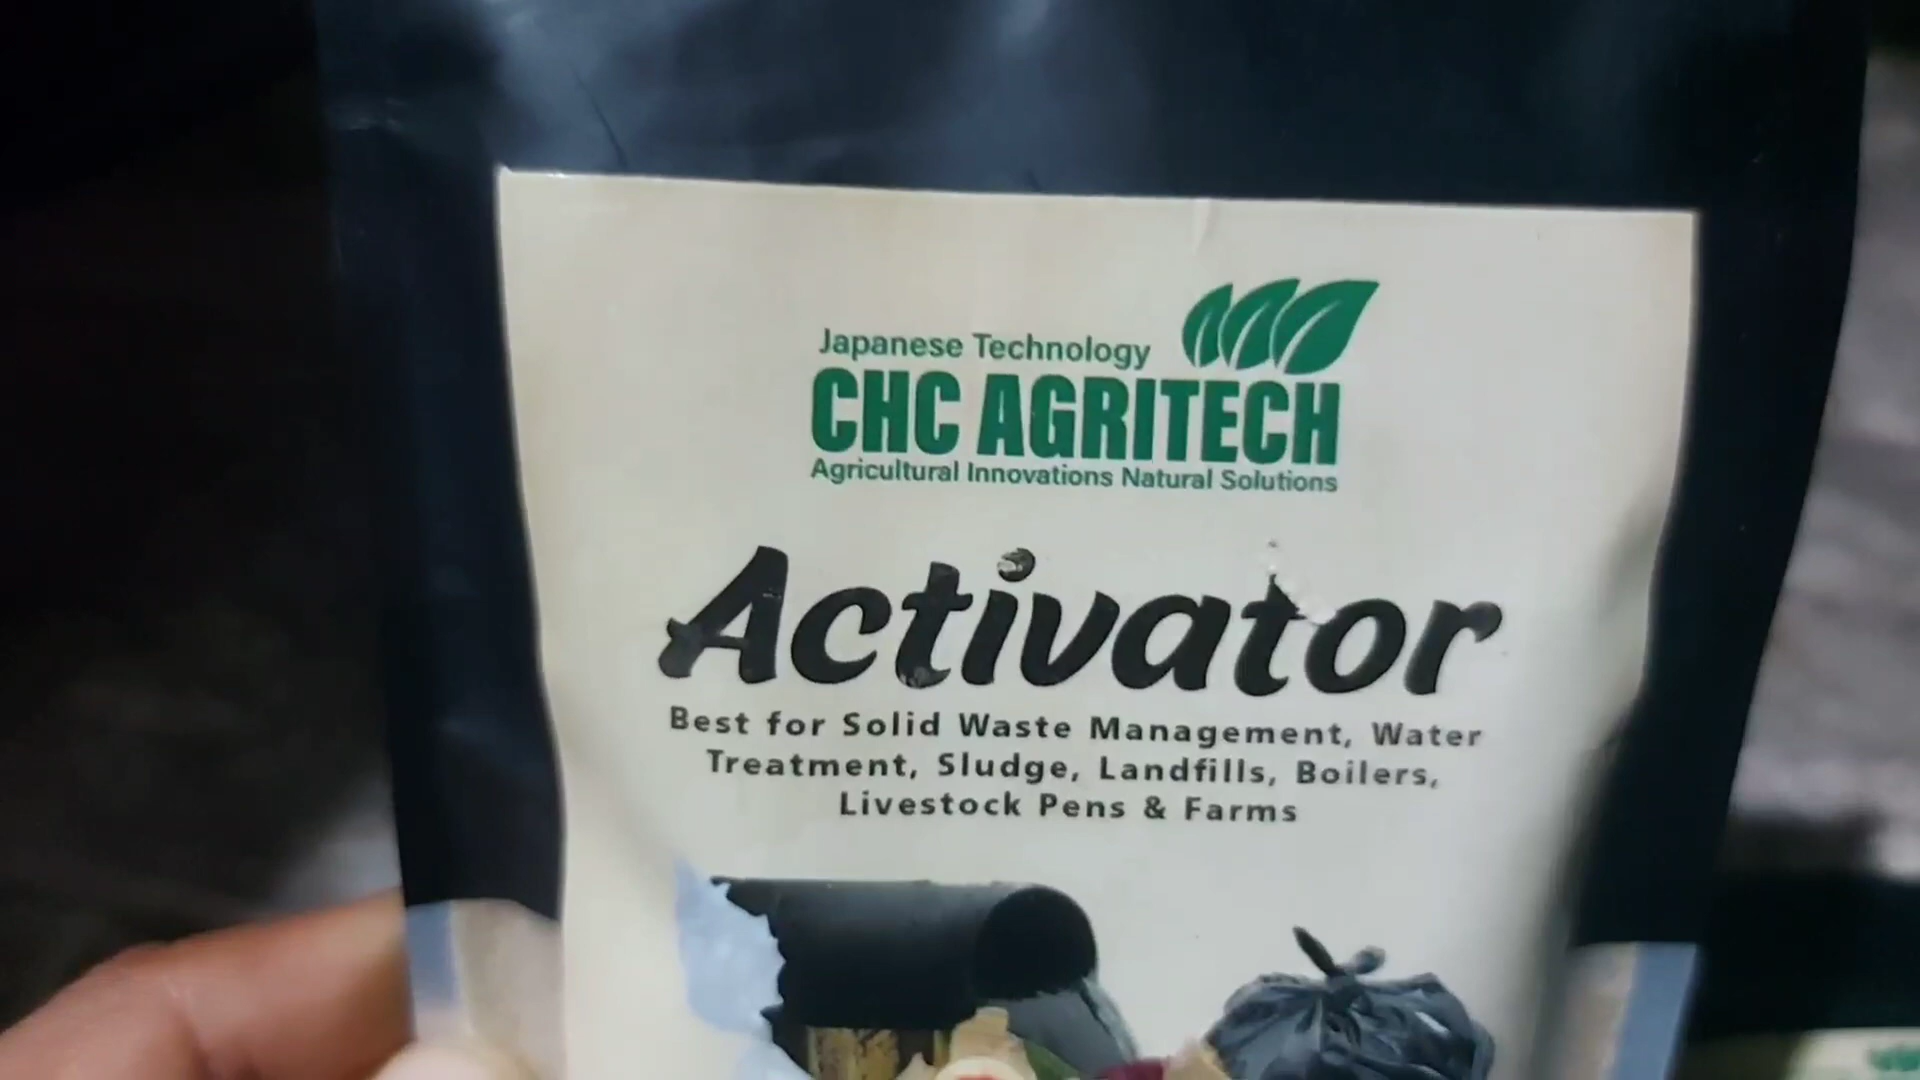 Japanese Technology
CHC AGRITECH
Agricultural Innovations Natural Solutions
Activator
Best for Solid Waste Management, Water
Treatment, Sludge, Landfills, Boilers,
Livestock Pens & Farms